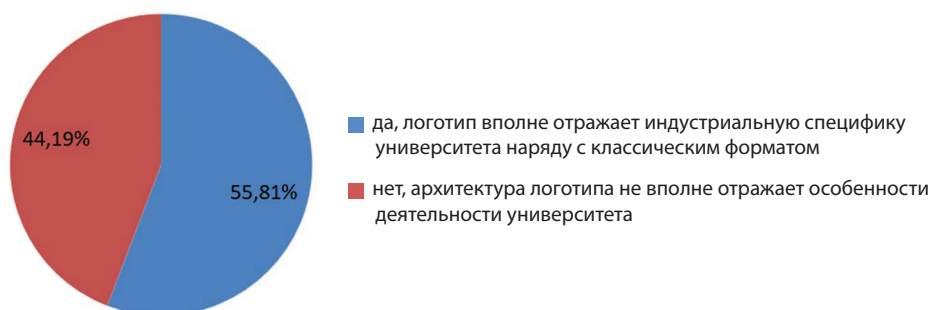 44,19%
55,81%
да, логотип вполне отражает индустриальную специфику
университета наряду с классическим форматом
нет, архитектура логотипа не вполне отражает особенности
деятельности университета